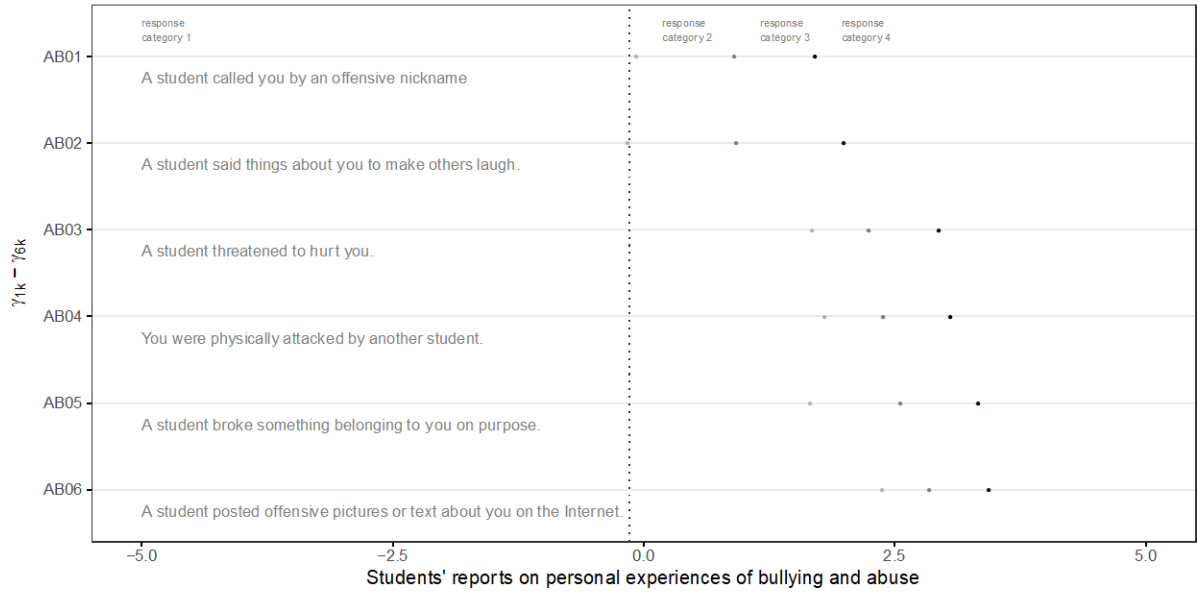 response response response response
category 1 category 2 category 3 category 4
AB01
A student called you by an offensive nickname
AB02
A student said things about you to make others laugh.
AB03
A student threatened to hurt you.
γ1k − γ6k
AB04
You were physically attacked by another student.
AB05
A student broke something belonging to you on purpose.
AB06
A student posted offensive pictures or text about you on the Internet.
−5.0 −2.5 0.0 2.5 5.0
Students' reports on personal experiences of bullying and abuse